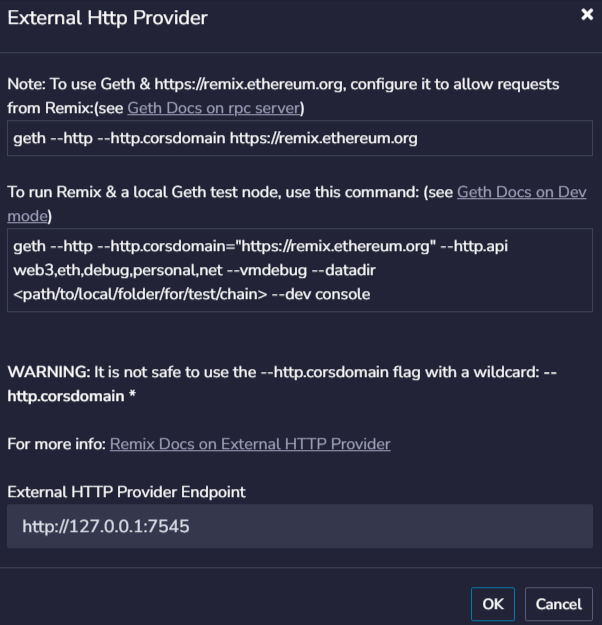 External Http Provider
Note: To use Geth & https://remix.ethereum.org, configure it to allow requests
from Remix:(see Geth Docs on rpc server)
geth --http --http.corsdomain https://remix.ethereum.org
To run Remix & a local Geth test node, use this command: (see Geth Docs on Dev
mode)
geth --http --http.corsdomain="https://remix.ethereum.org" --http.api
web3,eth,debug,personal,net --vmdebug --datadir
<path/to/local/folder/for/test/chain> --dev console
WARNING: It is not safe to use the --http.corsdomain flag with a wildcard: --
http.corsdomain *
For more info: Remix Docs on External HTTP Provider
External HTTP Provider Endpoint
http://127.0.0.1:7545
OK Cancel